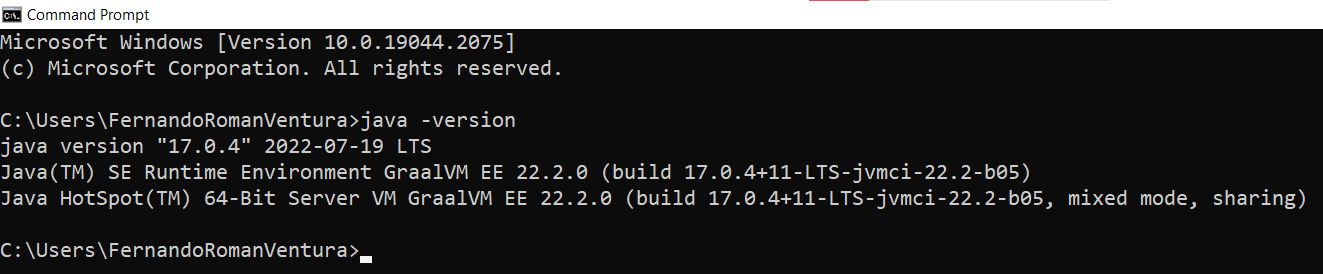 Command Prompt
Microsoft Windows [Version 10.0.19044.2075]
(c) Microsoft Corporation. All rights reserved.
C:\Users\FernandoRomanVentura>java -version
java version "17.0.4" 2022-07-19 LTS
Java(TM) SE Runtime Environment GraalVM EE 22.2.0 (build 17.0.4+11-LTS-jvmci-22.2-b05)
Java HotSpot(TM) 64-Bit Server VM GraalVM EE 22.2.0 (build 17.0.4+11-LTS-jvmci-22.2-b05, mixed mode, sharing)
C:\Users\FernandoRomanVentura>